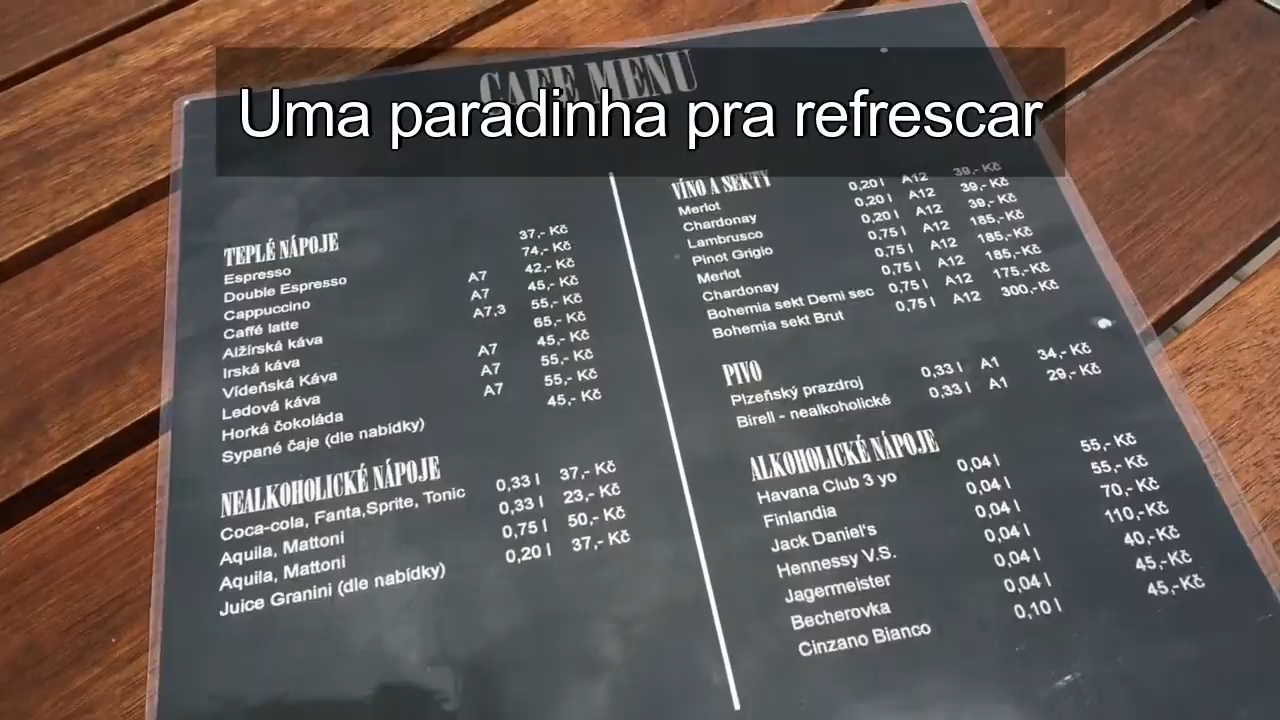 CAFE MENU
Uma paradinha pra refrescar
TEPLÉ NÁPOJE
Espresso 37,- Kč
Double Espresso 74,- Kč
Cappuccino A7 42,- Kč
Caffé latte A7 45,- Kč
Alžírská káva A7,3 55,- Kč
Irská káva 65,- Kč
Vídeňská Káva A7 45,- Kč
Ledová káva A7 55,- Kč
Horká čokoláda A7 55,- Kč
Sypané čaje (dle nabídky) 45,- Kč
NEALKOHOLICKÉ NÁPOJE
Coca-cola, Fanta,Sprite, Tonic 0,33 l 37,- Kč
Aquila, Mattoni 0,33 l 23,- Kč
Aquila, Mattoni 0,75 l 50,- Kč
Juice Granini (dle nabídky) 0,20 l 37,- Kč
VÍNO A SEKTY
Merlot 0,20 l A12 39,- Kč
Chardonay 0,20 l A12 39,- Kč
Lambrusco 0,20 l A12 39,- Kč
Pinot Grigio 0,75 l A12 185,- Kč
Merlot 0,75 l A12 185,- Kč
Chardonay 0,75 l A12 185,- Kč
Bohemia sekt Demi sec 0,75 l A12 175,- Kč
Bohemia sekt Brut 0,75 l A12 300,-Kč
PIVO
Plzeňský prazdroj 0,33 l A1 34,- Kč
Birell - nealkoholické 0,33 l A1 29,- Kč
ALKOHOLICKÉ NÁPOJE
Havana Club 3 yo 0,04 l 55,- Kč
Finlandia 0,04 l 55,- Kč
Jack Daniel's 0,04 l 70,- Kč
Hennessy V.S. 0,04 l 110,-Kč
Jagermeister 0,04 l 40,-Kč
Becherovka 0,04 l 45,-Kč
Cinzano Bianco 0,10 l 45,-Kč